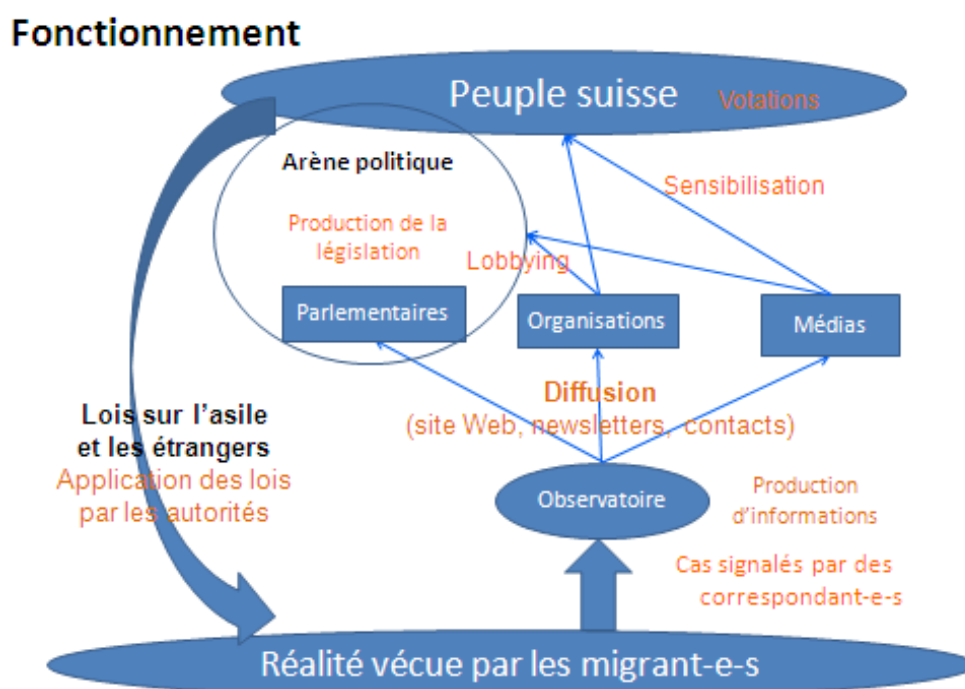 Fonctionnement
Peuple suisse
Votations
Arène politique
Sensibilisation
Production de la
législation
Lobbying
Parlementaires
Organisations
Médias
Diffusion
(site Web, newsletters, contacts)
Lois sur l'asile
et les étrangers
Application des lois
par les autorités
Observatoire
Production
d'informations
Cas signalés par des
correspondant-e-s
Réalité vécue par les migrant-e-s